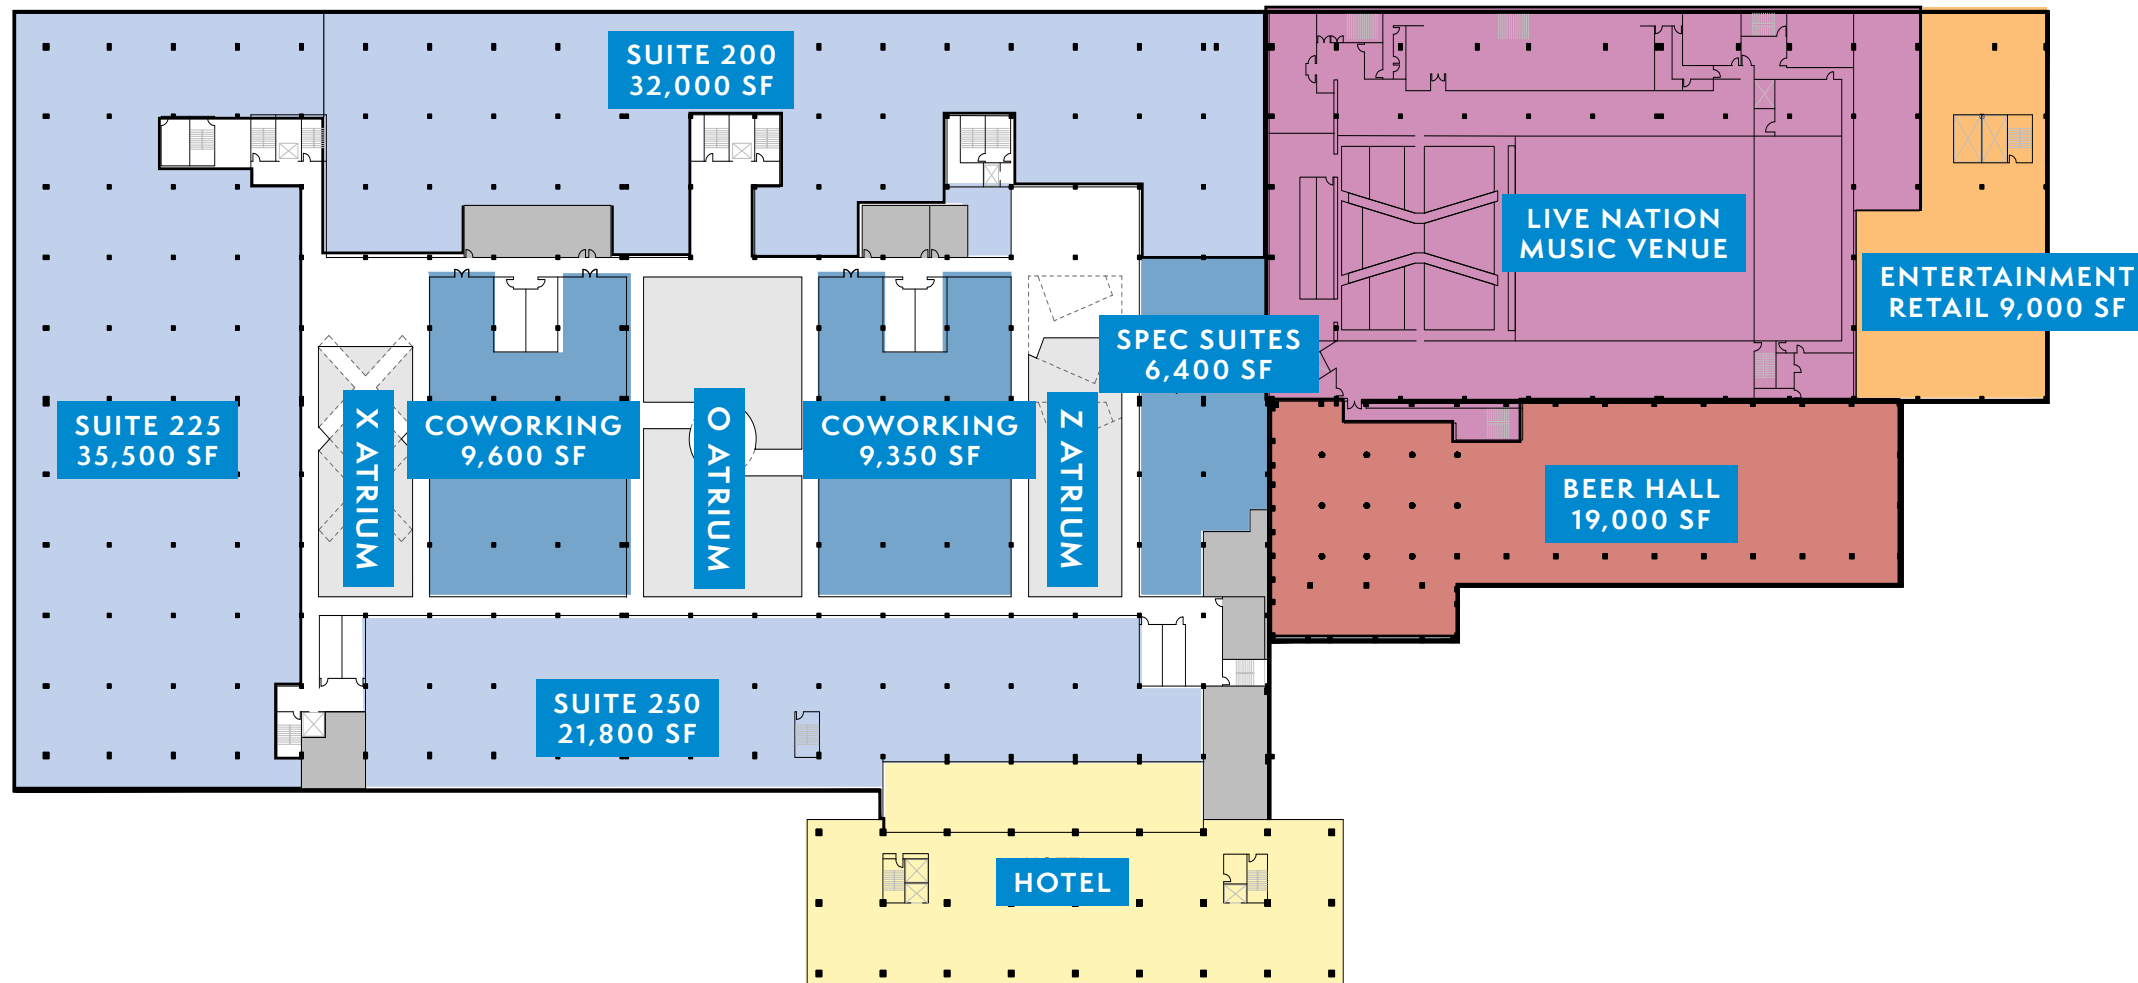 SUITE 200
32,000 SF
LIVE NATION
MUSIC VENUE
ENTERTAINMENT
RETAIL 9,000 SF
SPEC SUITES
6,400 SF
SUITE 225
35,500 SF
X ATRIUM
COWORKING
9,600 SF
O ATRIUM
COWORKING
9,350 SF
Z ATRIUM
BEER HALL
19,000 SF
SUITE 250
21,800 SF
HOTEL